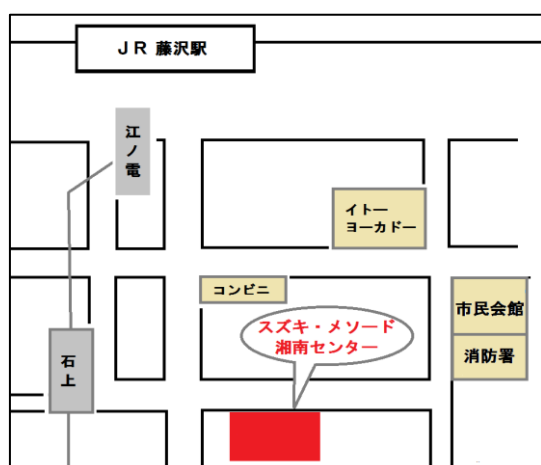 JR 藤沢駅
江ノ電
イトー
ヨーカドー
コンビニ
市民会館
スズキ・メソード
湘南センター
消防署
石上